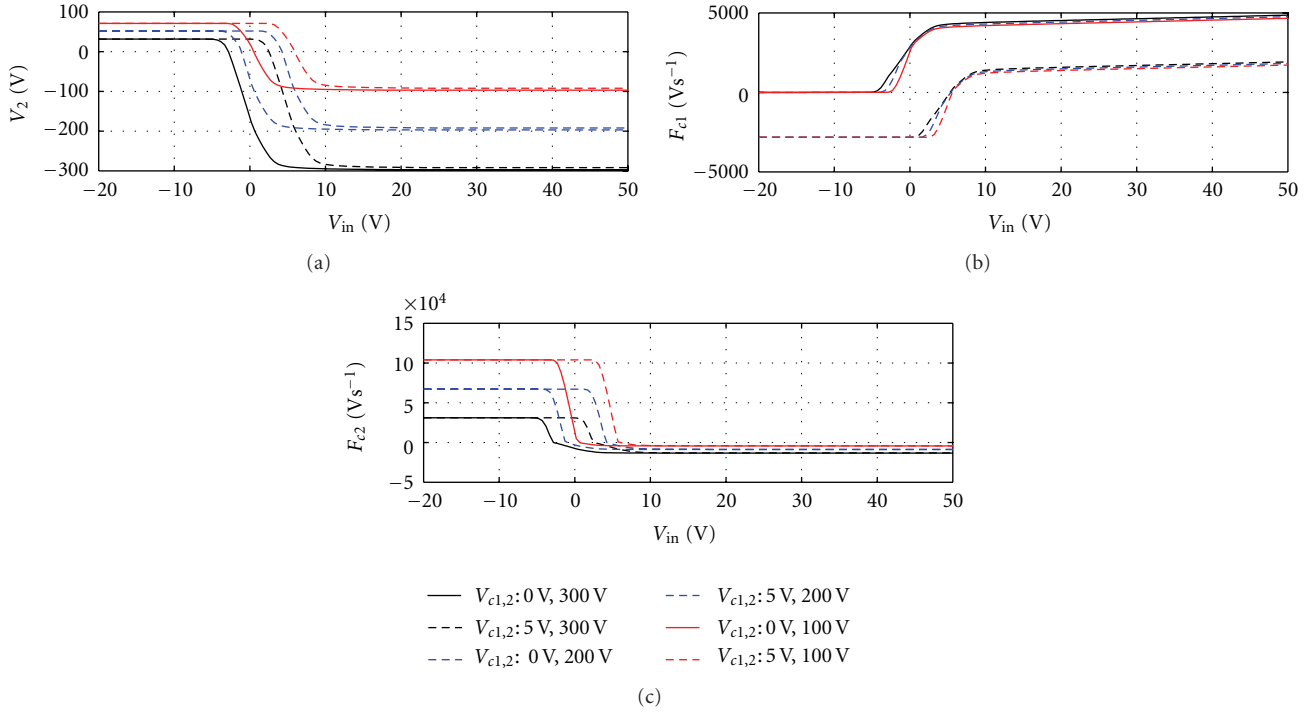 100
0
−100
−200
−300
V2 (V)
−20 −10 0 10 20 30 40 50
Vin (V)
(a)
5000
0
−5000
Fc1 (Vs−1)
−20 −10 0 10 20 30 40 50
Vin (V)
(b)
×10^4
15
10
5
0
−5
Fc2 (Vs−1)
−20 −10 0 10 20 30 40 50
Vin (V)
Vc1,2: 0 V, 300 V
Vc1,2: 5 V, 300 V
Vc1,2: 0 V, 200 V
Vc1,2: 5 V, 200 V
Vc1,2: 0 V, 100 V
Vc1,2: 5 V, 100 V
(c)